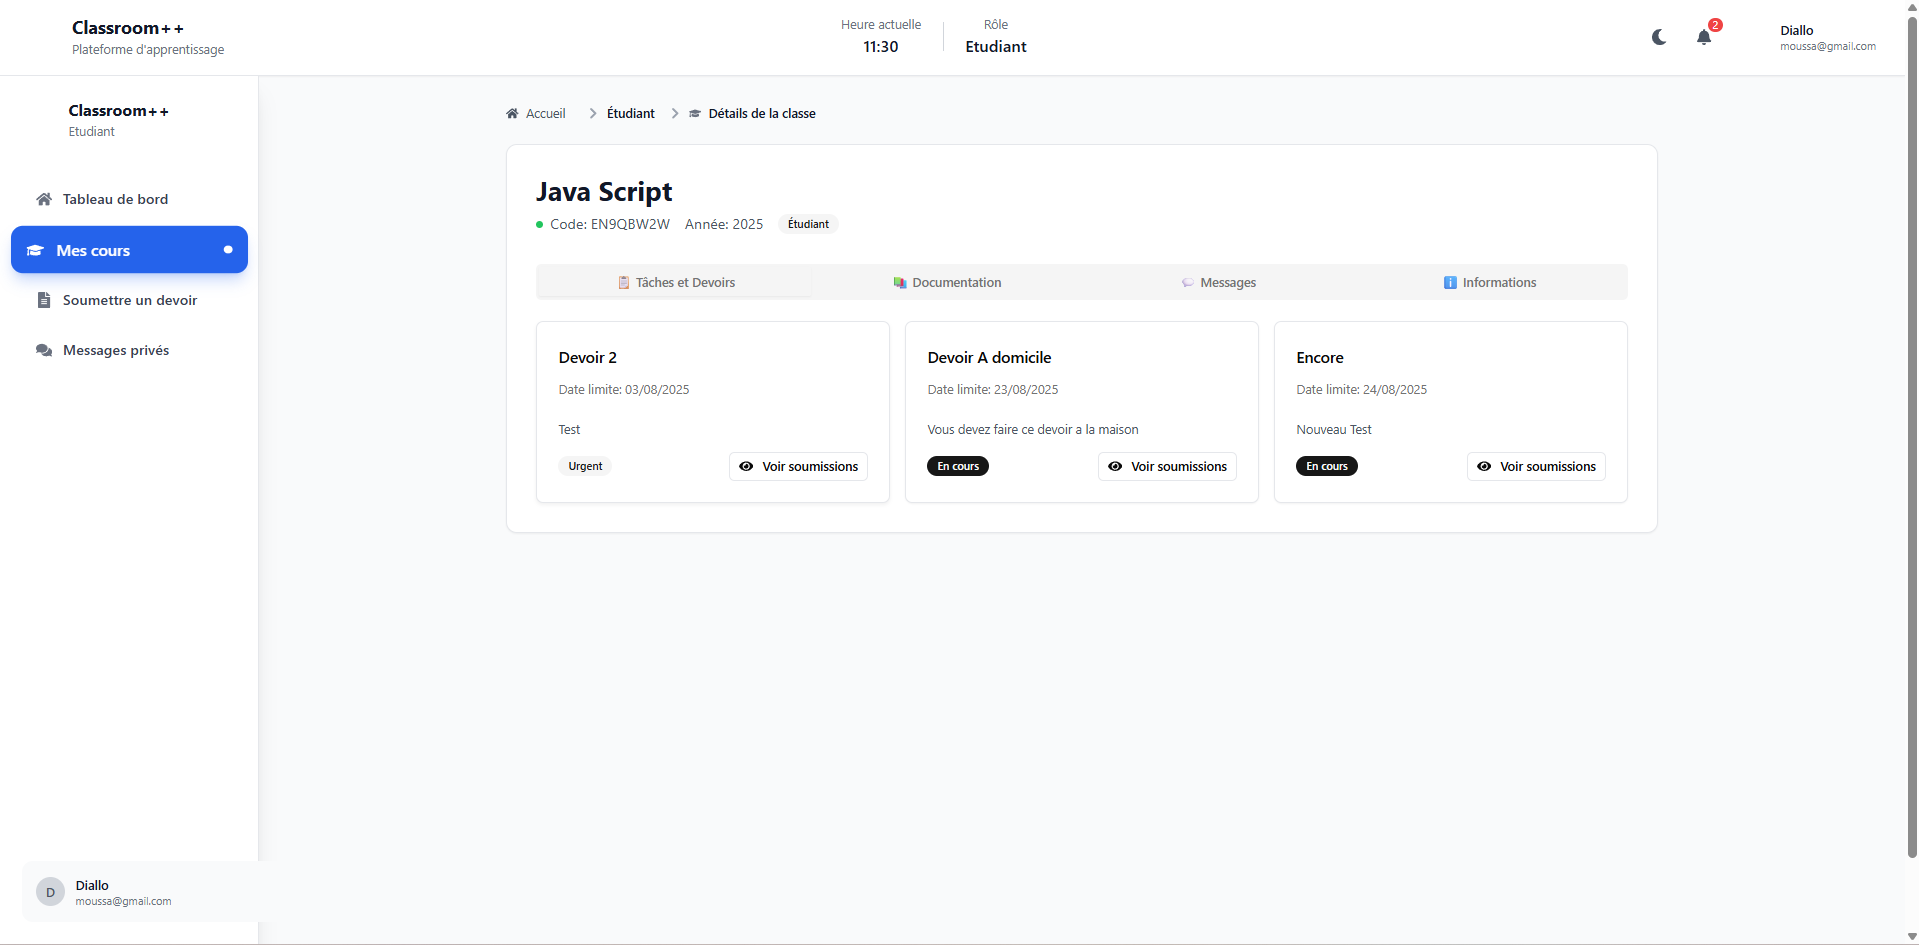 Classroom++
Plateforme d'apprentissage
Heure actuelle
11:30
Rôle
Etudiant
2
Diallo
moussa@gmail.com
Classroom++
Etudiant
Tableau de bord
Mes cours
Soumettre un devoir
Messages privés
Accueil
Étudiant
Détails de la classe
Java Script
Code: EN9QBW2W Année: 2025 Étudiant
Tâches et Devoirs
Documentation
Messages
Informations
Devoir 2
Date limite: 03/08/2025
Test
Urgent
Voir soumissions
Devoir A domicile
Date limite: 23/08/2025
Vous devez faire ce devoir a la maison
En cours
Voir soumissions
Encore
Date limite: 24/08/2025
Nouveau Test
En cours
Voir soumissions
D
Diallo
moussa@gmail.com